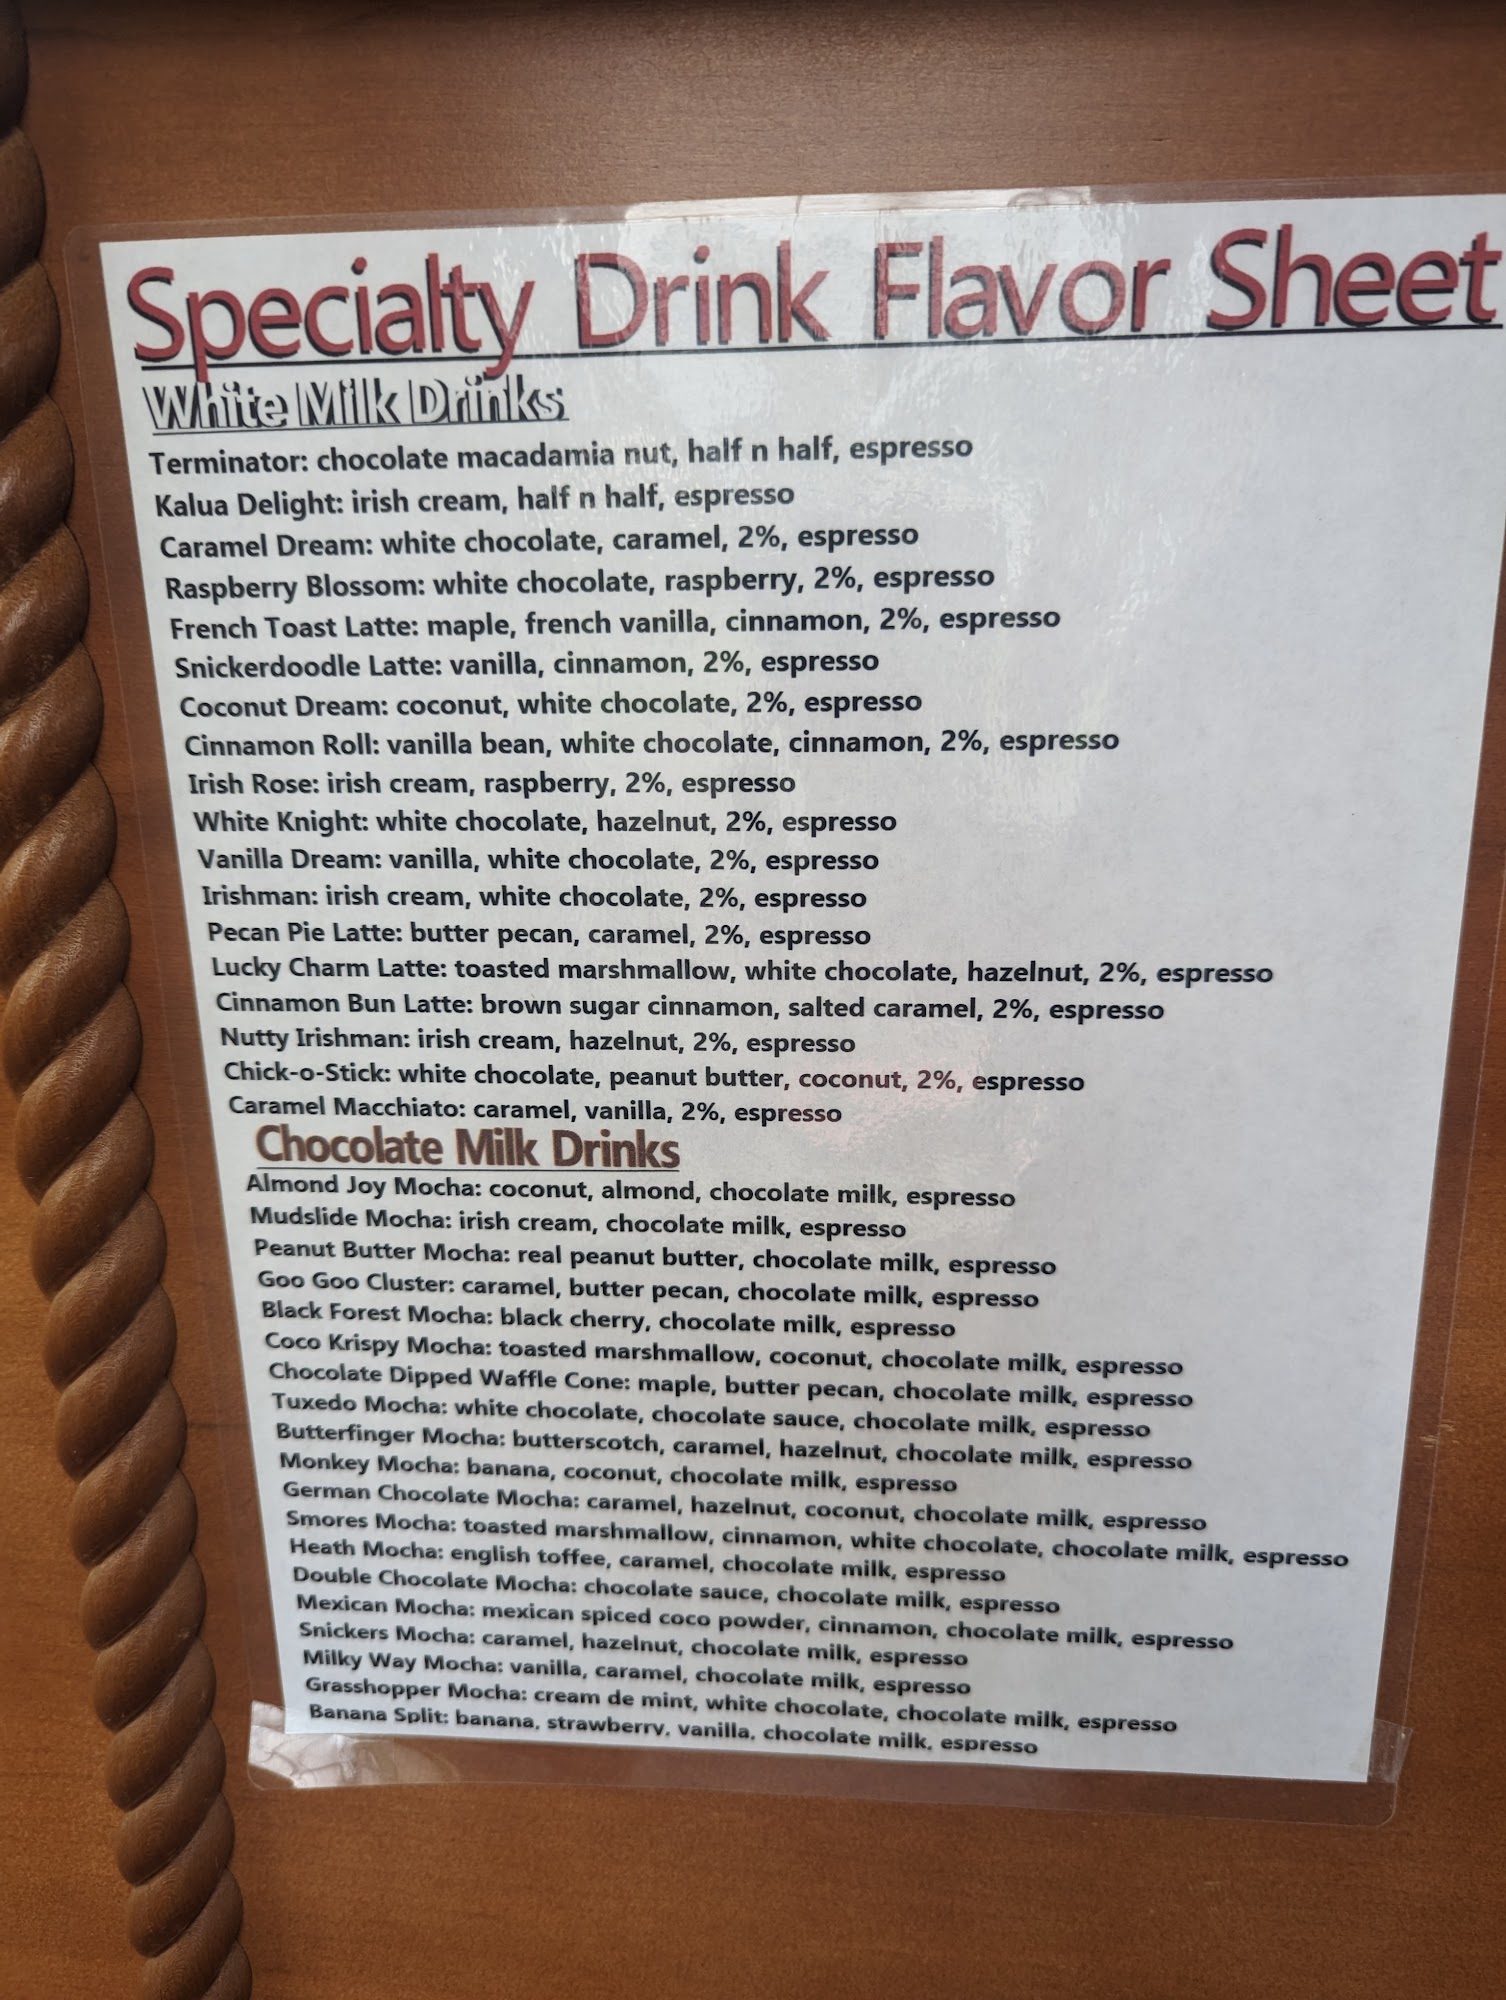 Specialty Drink Flavor Sheet
White Milk Drinks
Terminator: chocolate macadamia nut, half n half, espresso
Kalua Delight: irish cream, half n half, espresso
Caramel Dream: white chocolate, caramel, 2%, espresso
Raspberry Blossom: white chocolate, raspberry, 2%, espresso
French Toast Latte: maple, french vanilla, cinnamon, 2%, espresso
Snickerdoodle Latte: vanilla, cinnamon, 2%, espresso
Coconut Dream: coconut, white chocolate, 2%, espresso
Cinnamon Roll: vanilla bean, white chocolate, cinnamon, 2%, espresso
Irish Rose: irish cream, raspberry, 2%, espresso
White Knight: white chocolate, hazelnut, 2%, espresso
Vanilla Dream: vanilla, white chocolate, 2%, espresso
Irishman: irish cream, white chocolate, 2%, espresso
Pecan Pie Latte: butter pecan, caramel, 2%, espresso
Lucky Charm Latte: toasted marshmallow, white chocolate, hazelnut, 2%, espresso
Cinnamon Bun Latte: brown sugar cinnamon, salted caramel, 2%, espresso
Nutty Irishman: irish cream, hazelnut, 2%, espresso
Chick-o-Stick: white chocolate, peanut butter, coconut, 2%, espresso
Caramel Macchiato: caramel, vanilla, 2%, espresso
Chocolate Milk Drinks
Almond Joy Mocha: coconut, almond, chocolate milk, espresso
Mudslide Mocha: irish cream, chocolate milk, espresso
Peanut Butter Mocha: real peanut butter, chocolate milk, espresso
Goo Goo Cluster: caramel, butter pecan, chocolate milk, espresso
Black Forest Mocha: black cherry, chocolate milk, espresso
Coco Krispy Mocha: toasted marshmallow, coconut, chocolate milk, espresso
Chocolate Dipped Waffle Cone: maple, butter pecan, chocolate milk, espresso
Tuxedo Mocha: white chocolate, chocolate sauce, chocolate milk, espresso
Butterfinger Mocha: butterscotch, caramel, hazelnut, chocolate milk, espresso
Monkey Mocha: banana, coconut, chocolate milk, espresso
German Chocolate Mocha: caramel, hazelnut, coconut, chocolate milk, espresso
Smores Mocha: toasted marshmallow, cinnamon, white chocolate, chocolate milk, espresso
Heath Mocha: english toffee, caramel, chocolate milk, espresso
Double Chocolate Mocha: chocolate sauce, chocolate milk, espresso
Mexican Mocha: mexican spiced coco powder, cinnamon, chocolate milk, espresso
Snickers Mocha: caramel, hazelnut, chocolate milk, espresso
Milky Way Mocha: vanilla, caramel, chocolate milk, espresso
Grasshopper Mocha: cream de mint, white chocolate, chocolate milk, espresso
Banana Split: banana, strawberry, vanilla, chocolate milk, espresso